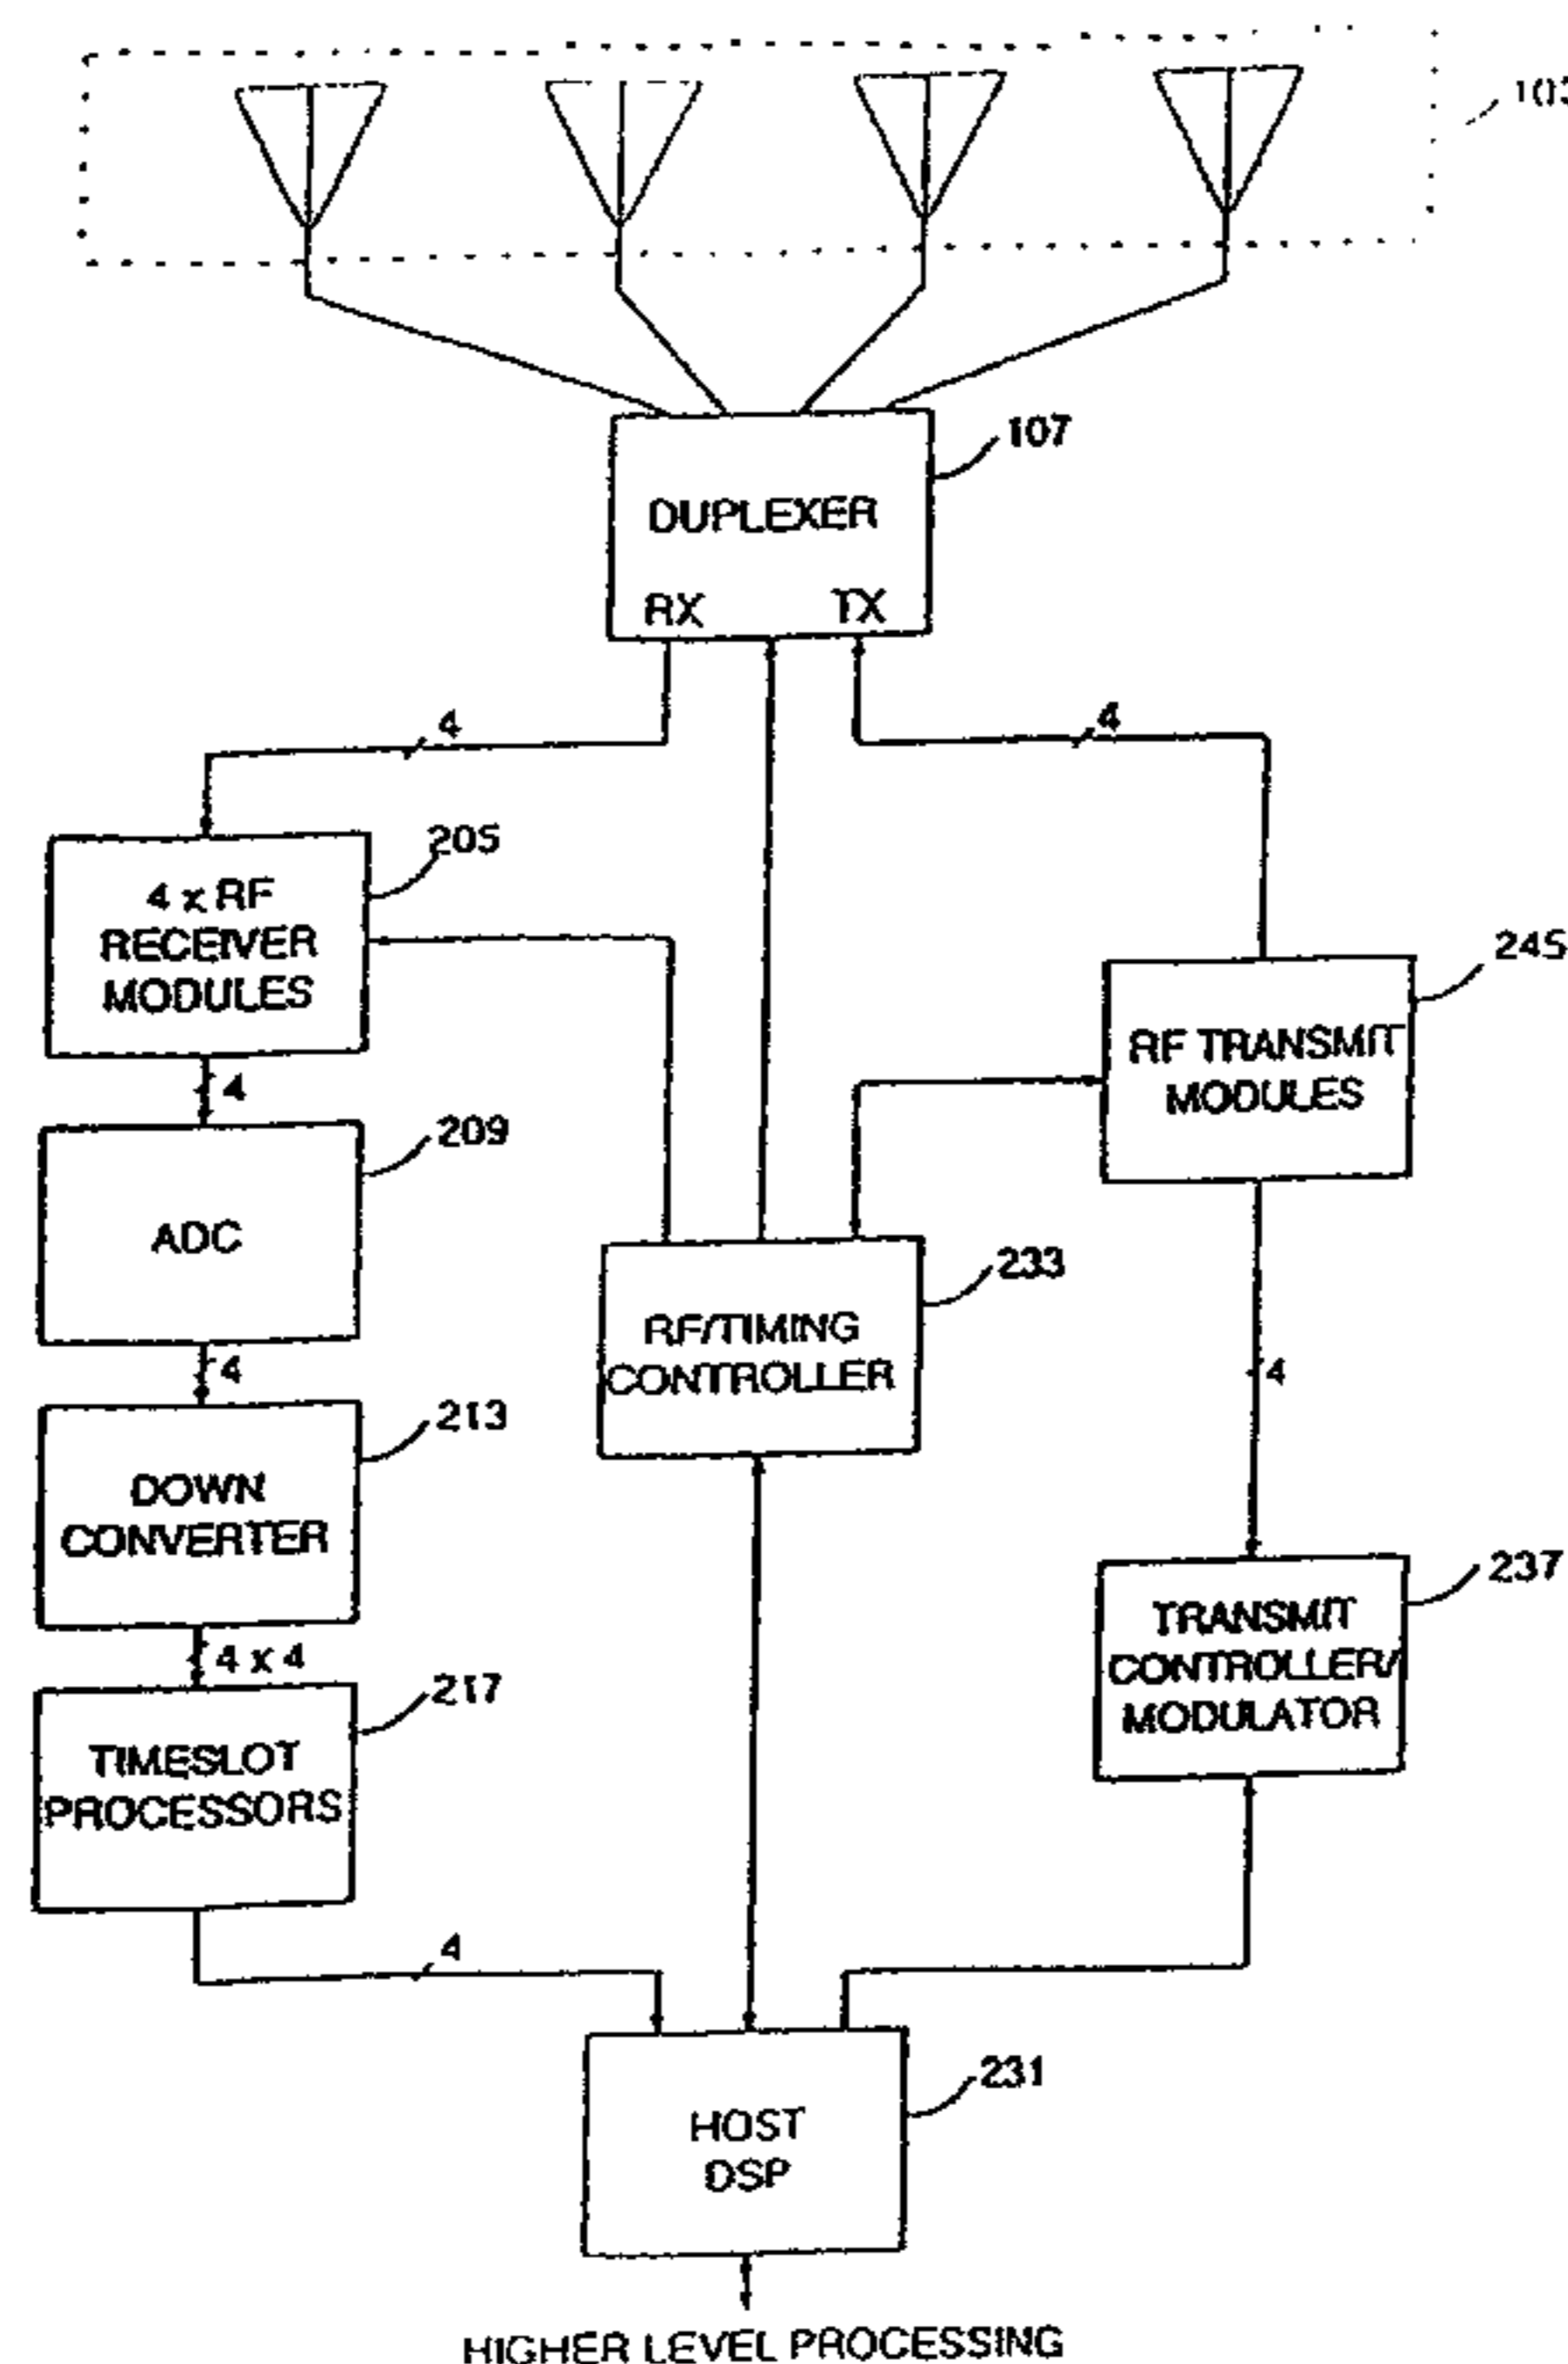 103
107
DUPLEXER
RX TX
4
4
205
4 x RF
RECEIVER
MODULES
245
RF TRANSMIT
MODULES
4
209
ADC
233
RF/TIMING
CONTROLLER
4
4
213
DOWN
CONVERTER
237
TRANSMIT
CONTROLLER/
MODULATOR
4 x 4
217
TIMESLOT
PROCESSORS
4
231
HOST
DSP
HIGHER LEVEL PROCESSING